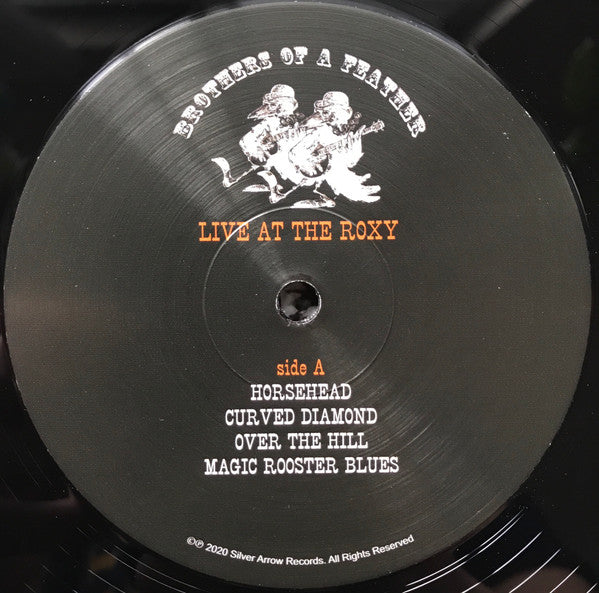 BROTHERS OF A FEATHER
LIVE AT THE ROXY
side A
HORSEHEAD
CURVED DIAMOND
OVER THE HILL
MAGIC ROOSTER BLUES
©℗ 2020 Silver Arrow Records. All Rights Reserved